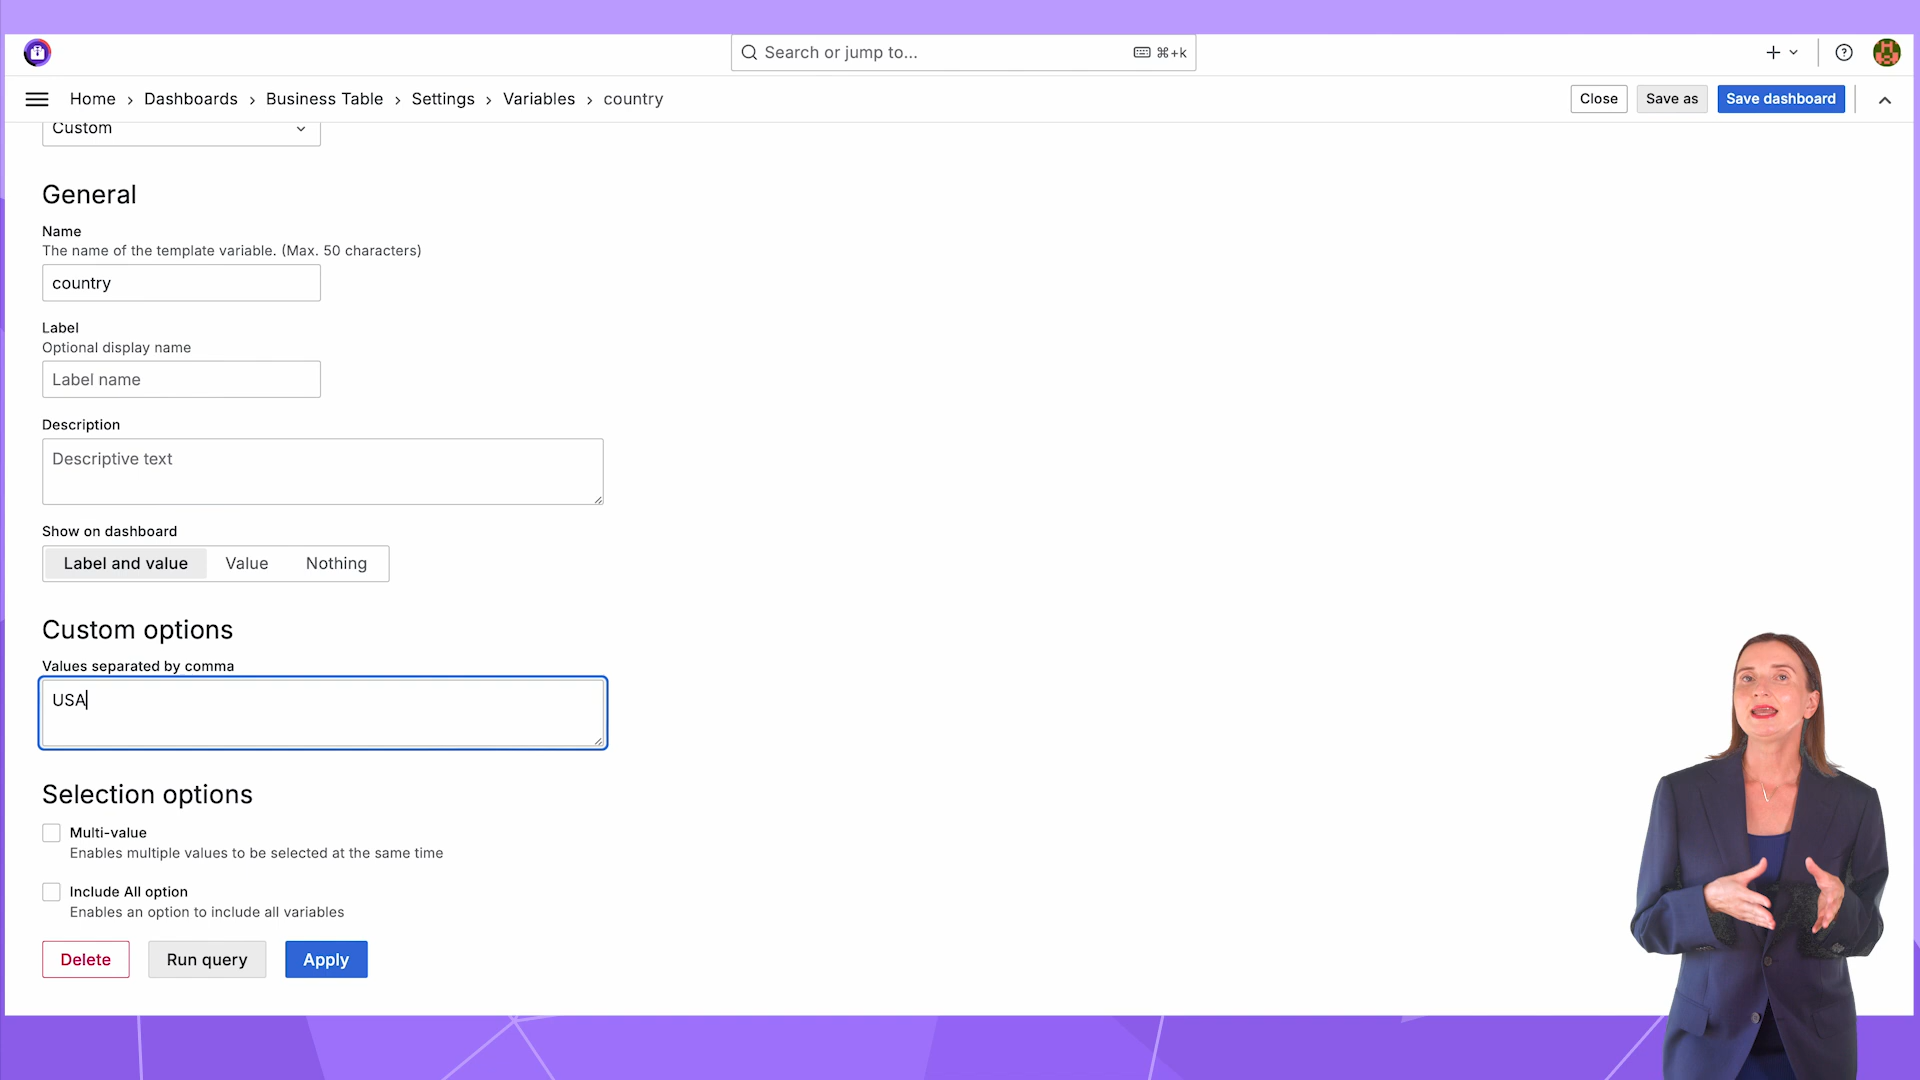 Search or jump to...
⌘+k
Home › Dashboards › Business Table › Settings › Variables › country
Close
Save as
Save dashboard
Custom
General
Name
The name of the template variable. (Max. 50 characters)
country
Label
Optional display name
Label name
Description
Descriptive text
Show on dashboard
Label and value
Value
Nothing
Custom options
Values separated by comma
USA
Selection options
Multi-value
Enables multiple values to be selected at the same time
Include All option
Enables an option to include all variables
Delete
Run query
Apply